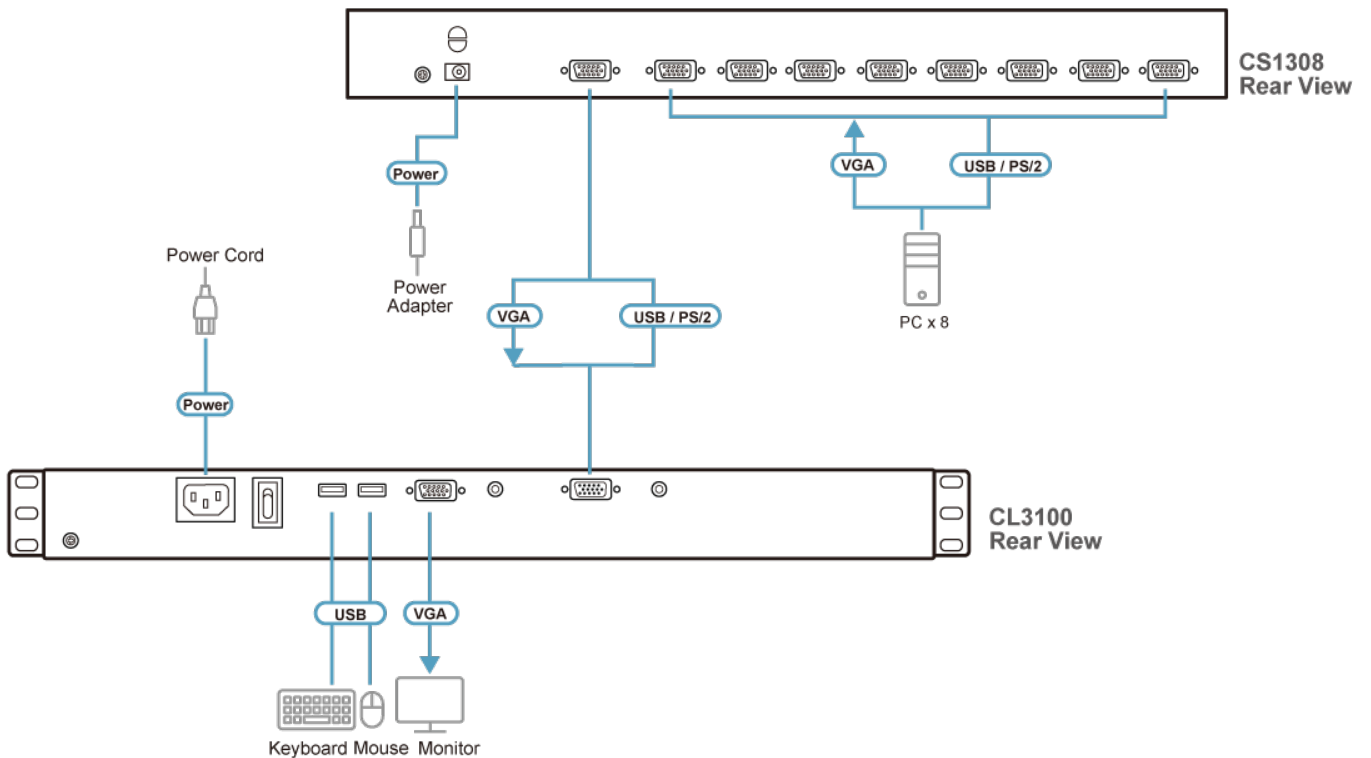 CS1308
Rear View
Power
VGA
USB / PS/2
Power Cord
Power
Adapter
VGA
USB / PS/2
PC x 8
Power
CL3100
Rear View
USB
VGA
Keyboard Mouse Monitor